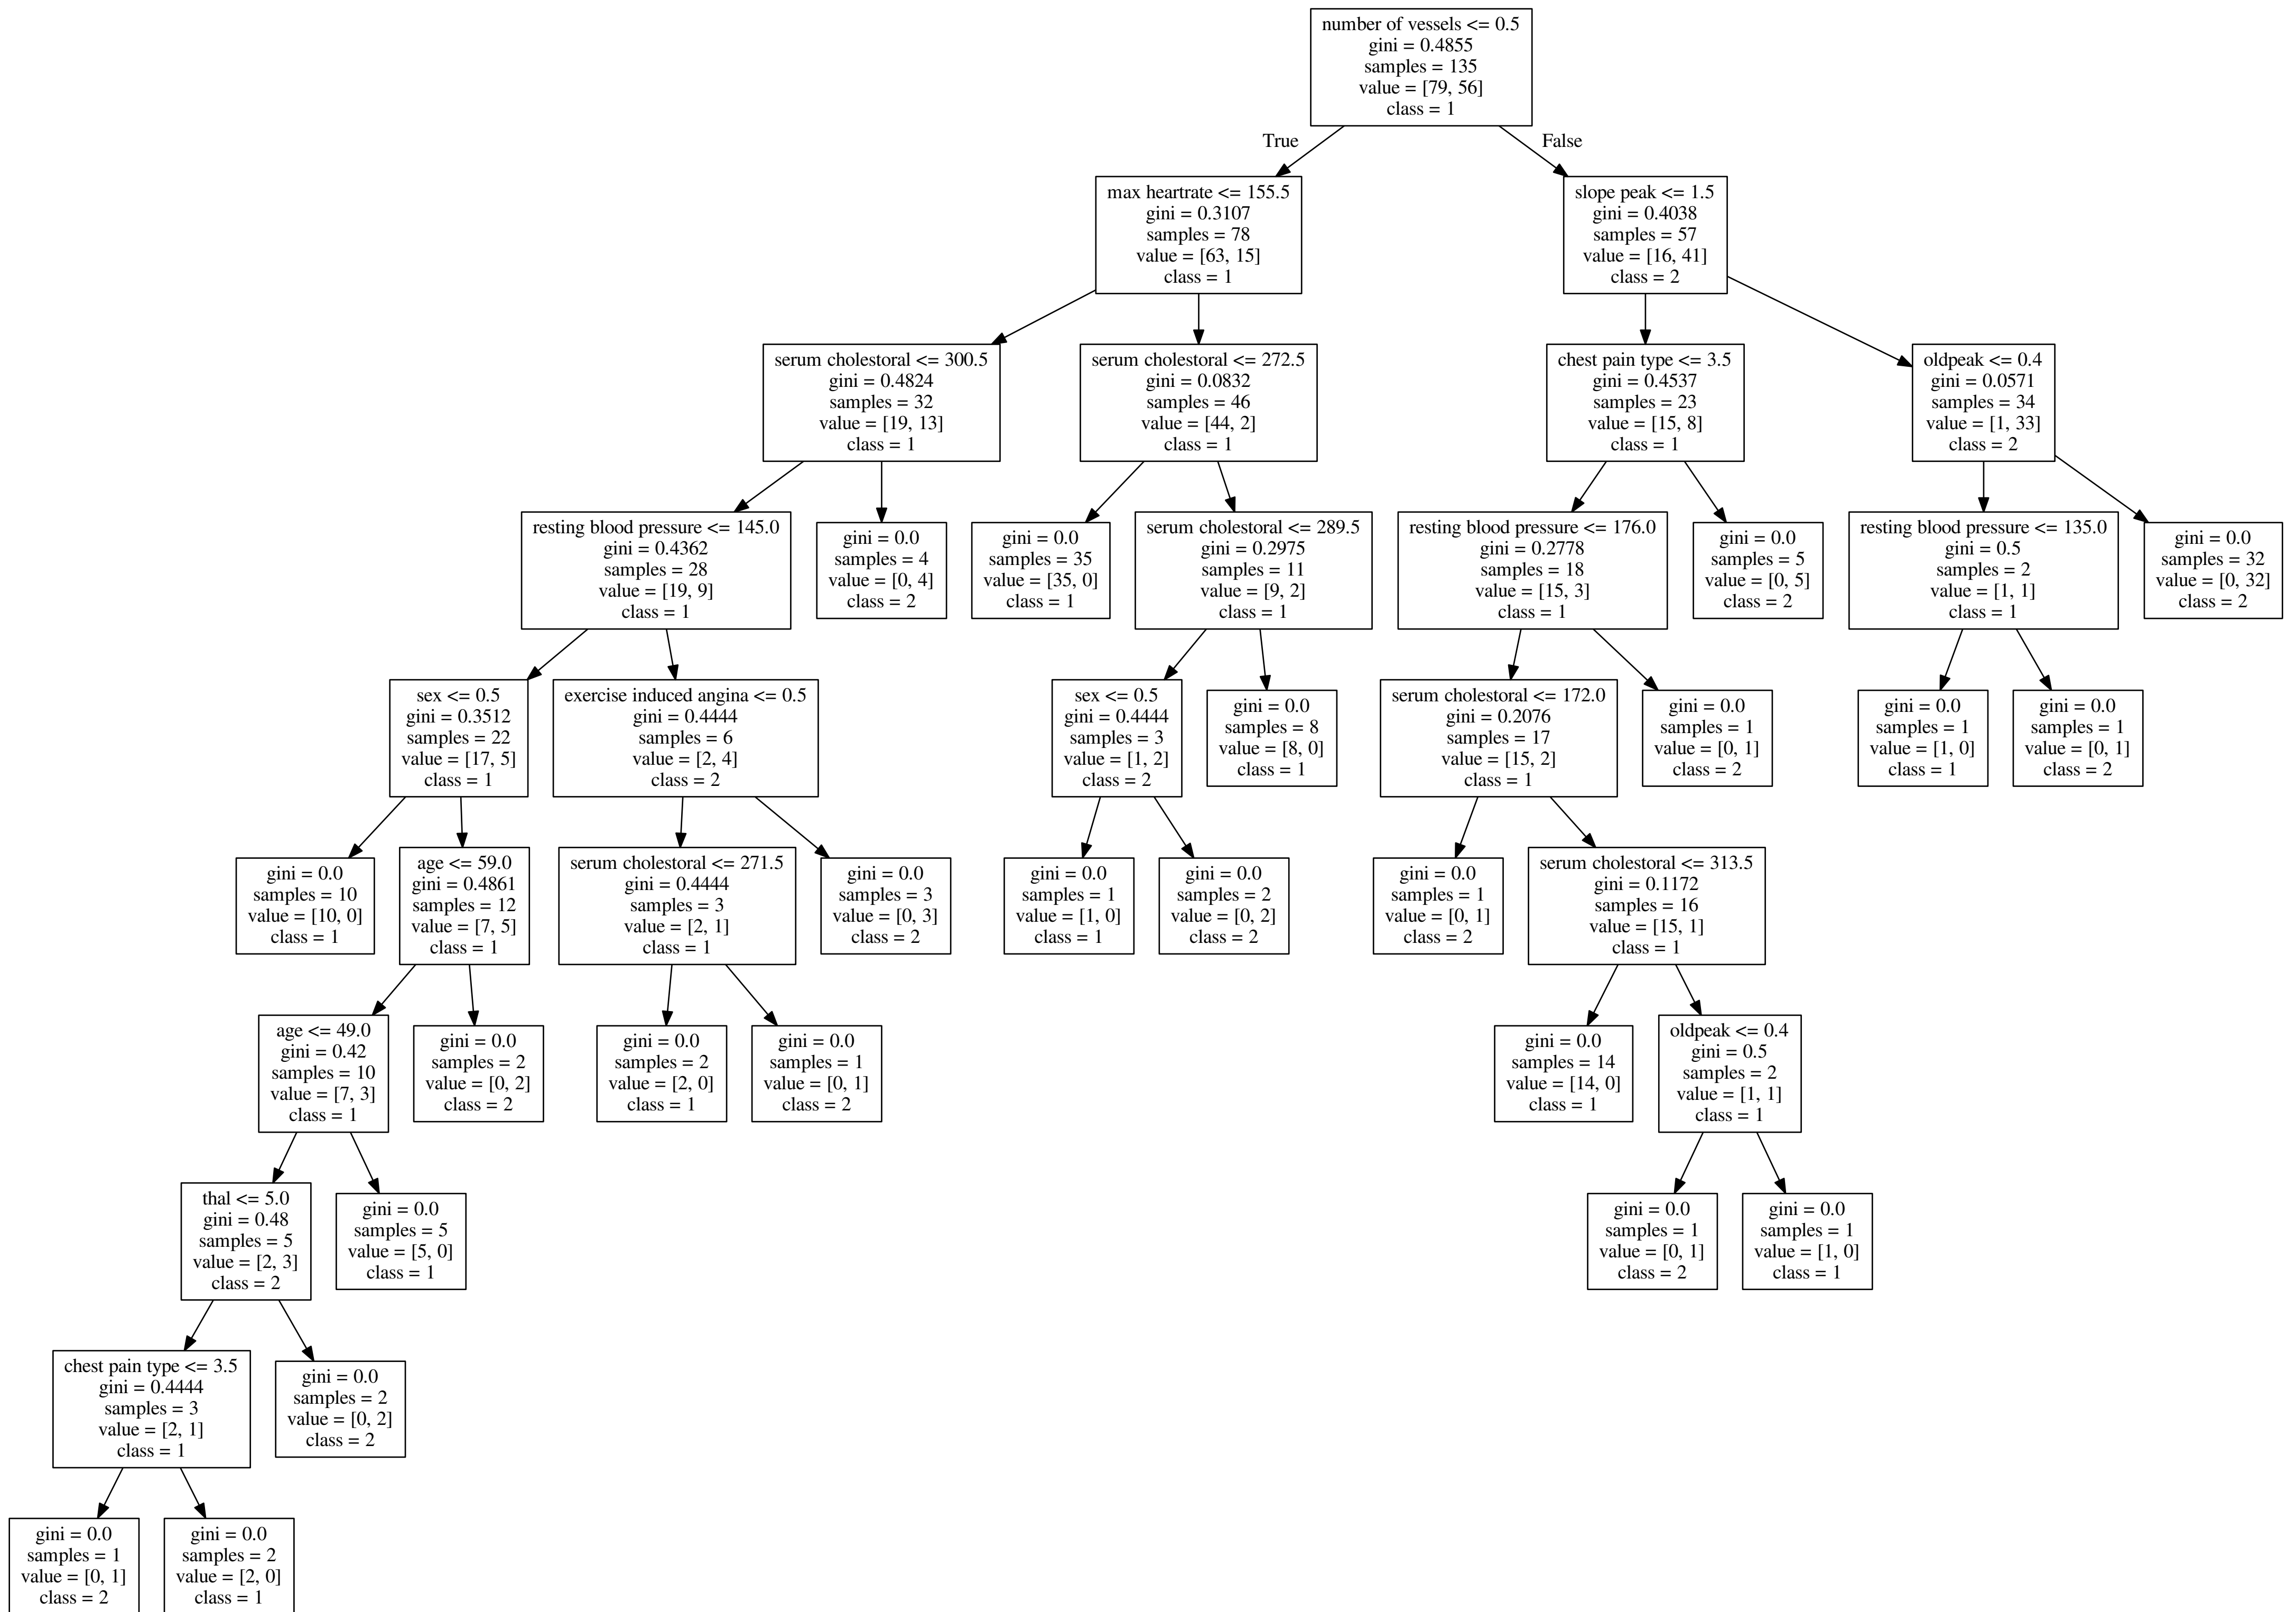 number of vessels <= 0.5
gini = 0.4855
samples = 135
value = [79, 56]
class = 1
True
False
max heartrate <= 155.5
gini = 0.3107
samples = 78
value = [63, 15]
class = 1
slope peak <= 1.5
gini = 0.4038
samples = 57
value = [16, 41]
class = 2
serum cholestoral <= 300.5
gini = 0.4824
samples = 32
value = [19, 13]
class = 1
serum cholestoral <= 272.5
gini = 0.0832
samples = 46
value = [44, 2]
class = 1
chest pain type <= 3.5
gini = 0.4537
samples = 23
value = [15, 8]
class = 1
oldpeak <= 0.4
gini = 0.0571
samples = 34
value = [1, 33]
class = 2
resting blood pressure <= 145.0
gini = 0.4362
samples = 28
value = [19, 9]
class = 1
gini = 0.0
samples = 4
value = [0, 4]
class = 2
gini = 0.0
samples = 35
value = [35, 0]
class = 1
serum cholestoral <= 289.5
gini = 0.2975
samples = 11
value = [9, 2]
class = 1
resting blood pressure <= 176.0
gini = 0.2778
samples = 18
value = [15, 3]
class = 1
gini = 0.0
samples = 5
value = [0, 5]
class = 2
resting blood pressure <= 135.0
gini = 0.5
samples = 2
value = [1, 1]
class = 1
gini = 0.0
samples = 32
value = [0, 32]
class = 2
sex <= 0.5
gini = 0.3512
samples = 22
value = [17, 5]
class = 1
exercise induced angina <= 0.5
gini = 0.4444
samples = 6
value = [2, 4]
class = 2
sex <= 0.5
gini = 0.4444
samples = 3
value = [1, 2]
class = 2
gini = 0.0
samples = 8
value = [8, 0]
class = 1
serum cholestoral <= 172.0
gini = 0.2076
samples = 17
value = [15, 2]
class = 1
gini = 0.0
samples = 1
value = [0, 1]
class = 2
gini = 0.0
samples = 1
value = [1, 0]
class = 1
gini = 0.0
samples = 1
value = [0, 1]
class = 2
gini = 0.0
samples = 10
value = [10, 0]
class = 1
age <= 59.0
gini = 0.4861
samples = 12
value = [7, 5]
class = 1
serum cholestoral <= 271.5
gini = 0.4444
samples = 3
value = [2, 1]
class = 1
gini = 0.0
samples = 3
value = [0, 3]
class = 2
gini = 0.0
samples = 1
value = [1, 0]
class = 1
gini = 0.0
samples = 2
value = [0, 2]
class = 2
gini = 0.0
samples = 1
value = [0, 1]
class = 2
serum cholestoral <= 313.5
gini = 0.1172
samples = 16
value = [15, 1]
class = 1
age <= 49.0
gini = 0.42
samples = 10
value = [7, 3]
class = 1
gini = 0.0
samples = 2
value = [0, 2]
class = 2
gini = 0.0
samples = 2
value = [2, 0]
class = 1
gini = 0.0
samples = 1
value = [0, 1]
class = 2
gini = 0.0
samples = 14
value = [14, 0]
class = 1
oldpeak <= 0.4
gini = 0.5
samples = 2
value = [1, 1]
class = 1
thal <= 5.0
gini = 0.48
samples = 5
value = [2, 3]
class = 2
gini = 0.0
samples = 5
value = [5, 0]
class = 1
gini = 0.0
samples = 1
value = [0, 1]
class = 2
gini = 0.0
samples = 1
value = [1, 0]
class = 1
chest pain type <= 3.5
gini = 0.4444
samples = 3
value = [2, 1]
class = 1
gini = 0.0
samples = 2
value = [0, 2]
class = 2
gini = 0.0
samples = 1
value = [0, 1]
class = 2
gini = 0.0
samples = 2
value = [2, 0]
class = 1